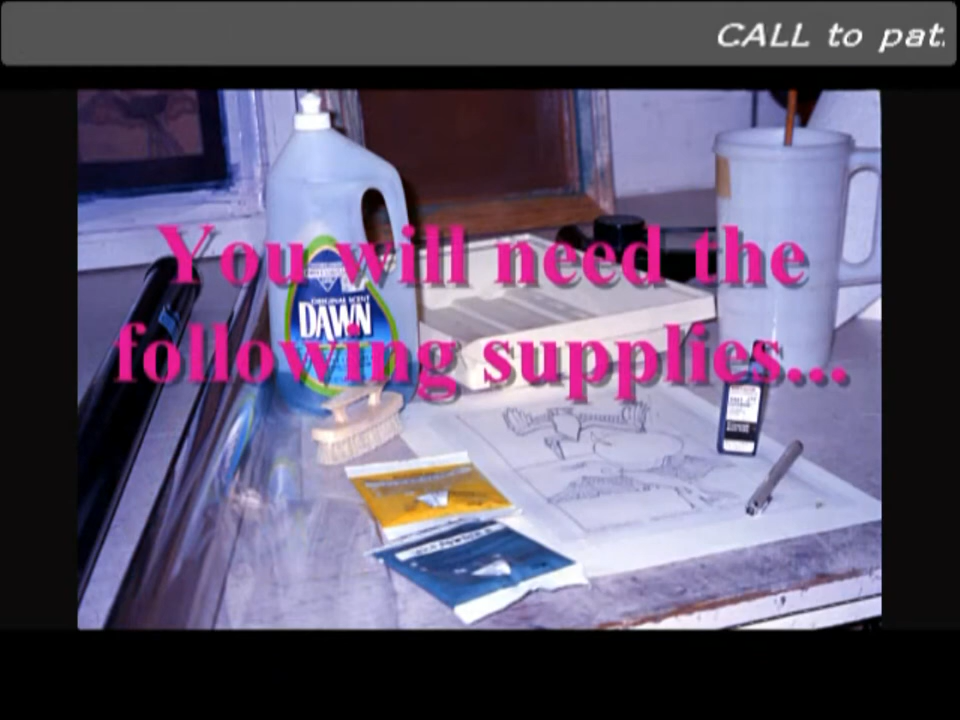 CALL to pat
You will need the
following supplies...
ORIGINAL SCENT
DAWN